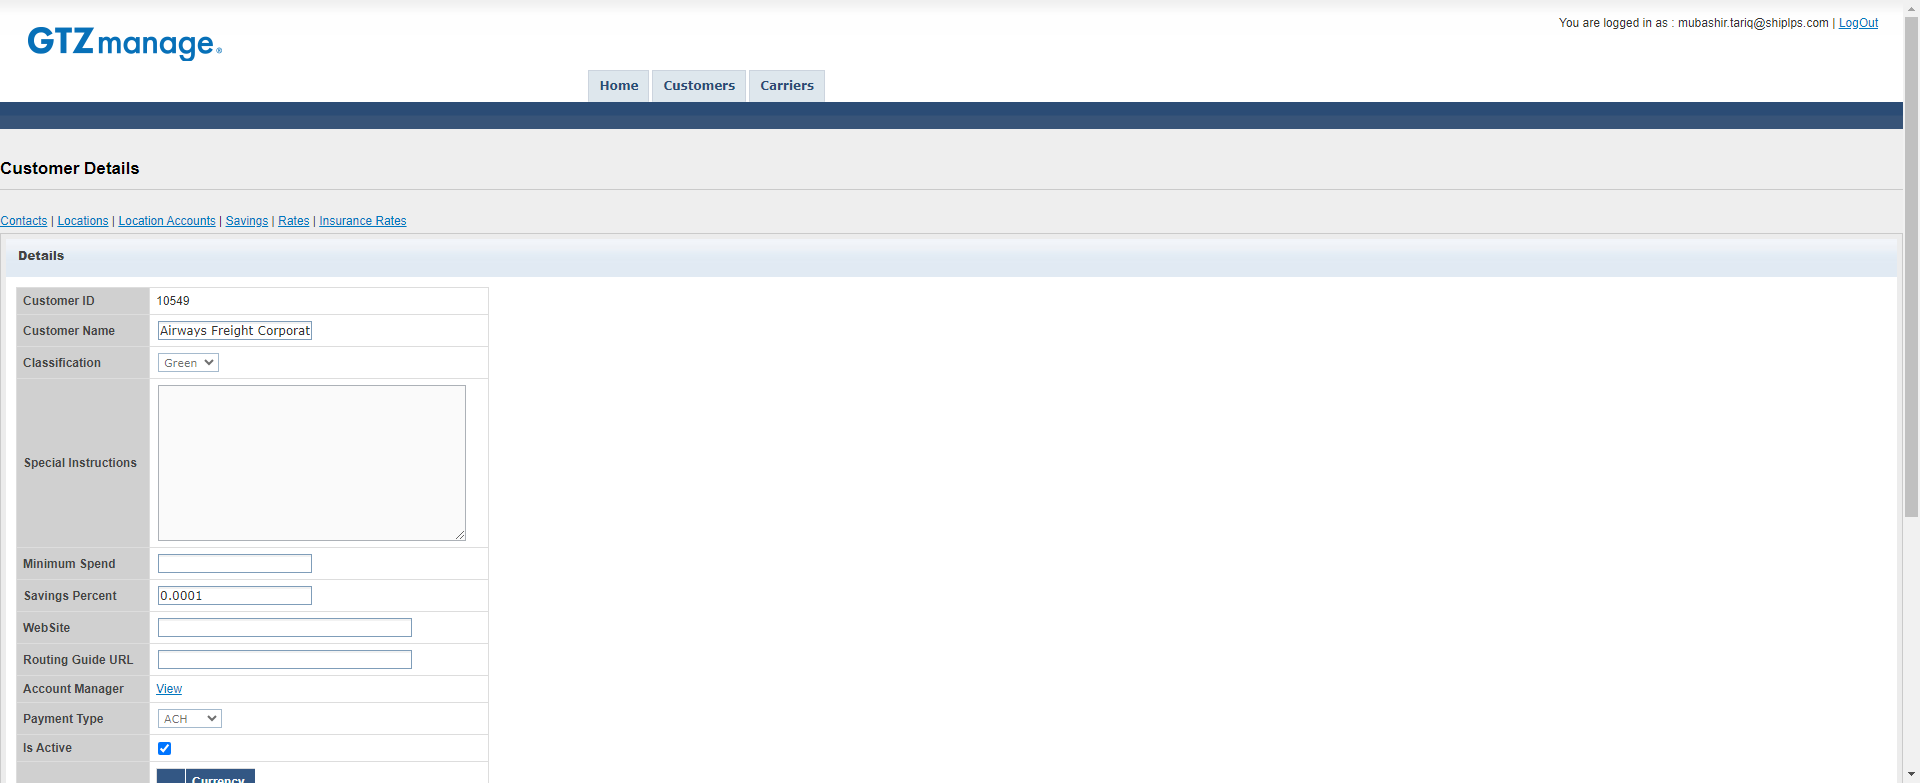 GTZmanage®
You are logged in as : mubashir.tariq@shiplps.com | LogOut
Home Customers Carriers
Customer Details
Contacts | Locations | Location Accounts | Savings | Rates | Insurance Rates
Details
Customer ID 10549
Customer Name Airways Freight Corporat
Classification Green
Special Instructions
Minimum Spend
Savings Percent 0.0001
WebSite
Routing Guide URL
Account Manager View
Payment Type ACH
Is Active
Currency